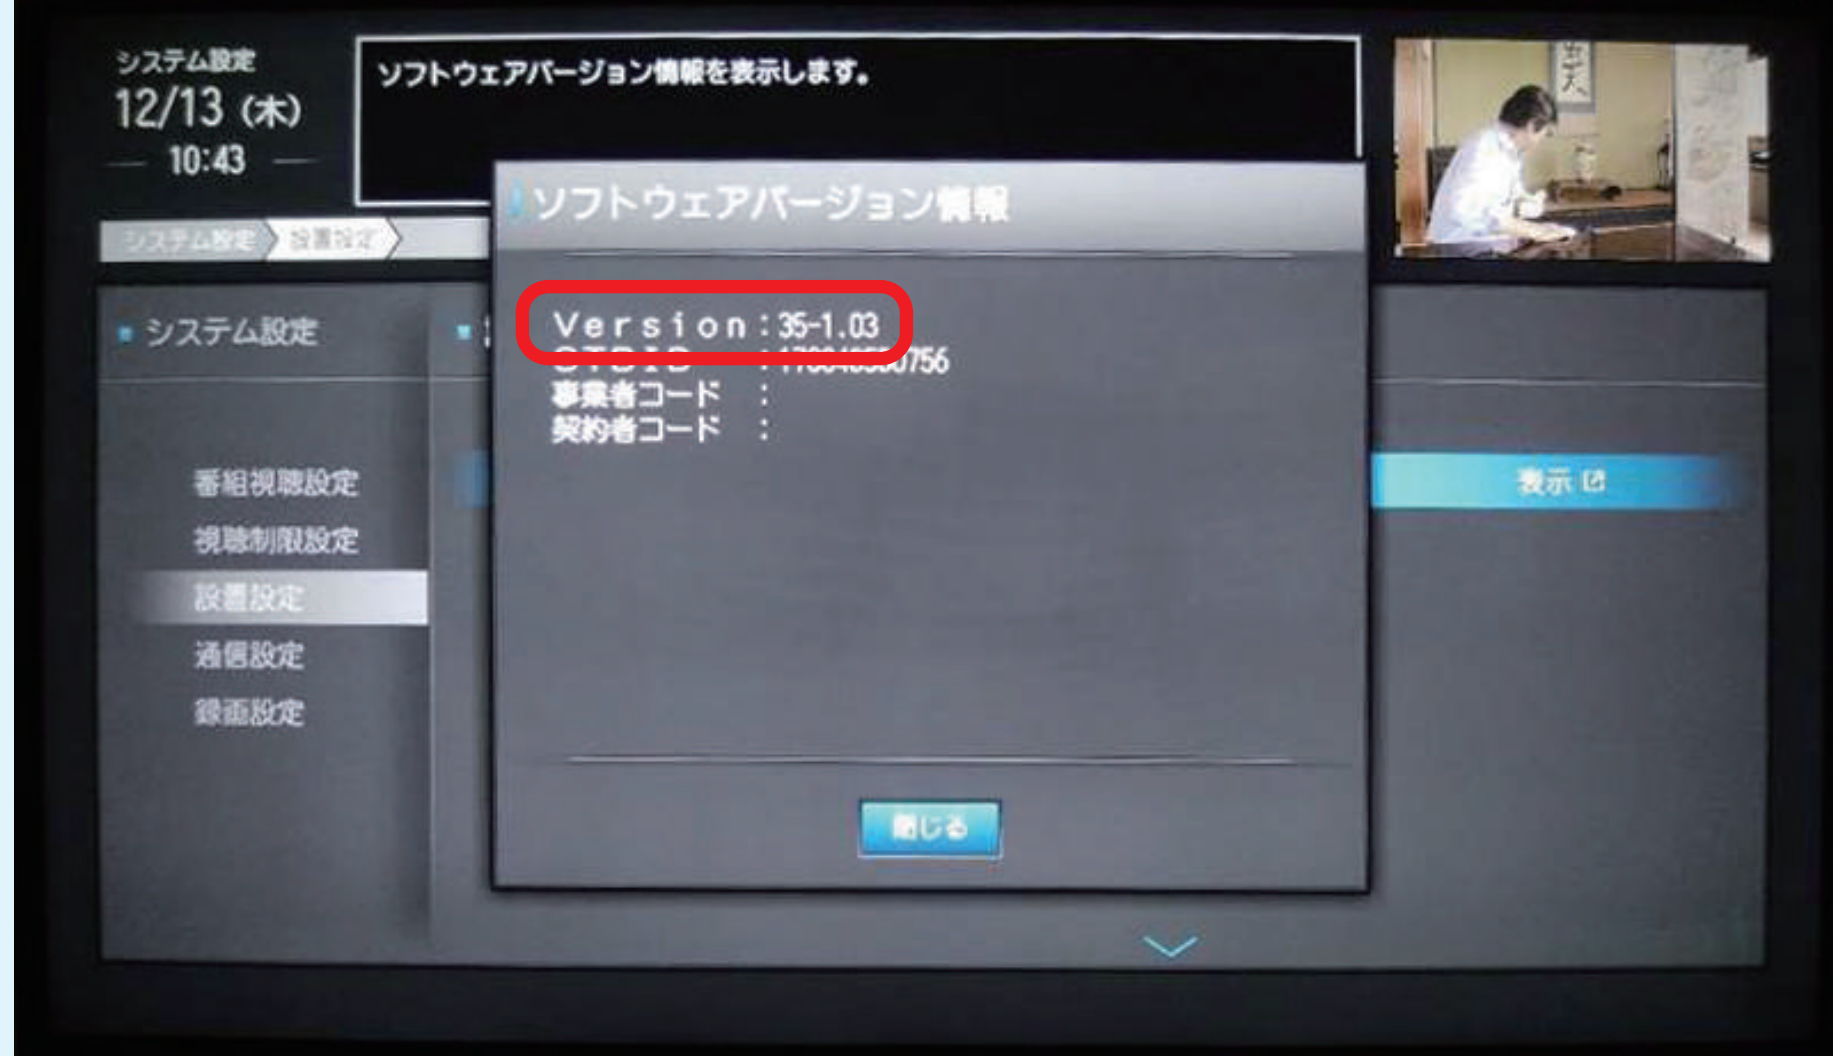 システム設定
12/13 (木)
10:43
ソフトウェアバージョン情報を表示します。
システム設定
設置設定
ソフトウェアバージョン情報
システム設定
Version:35-1.03
事業者コード :
契約者コード :
番組視聴設定
視聴制限設定
設置設定
通信設定
録画設定
表示
閉じる